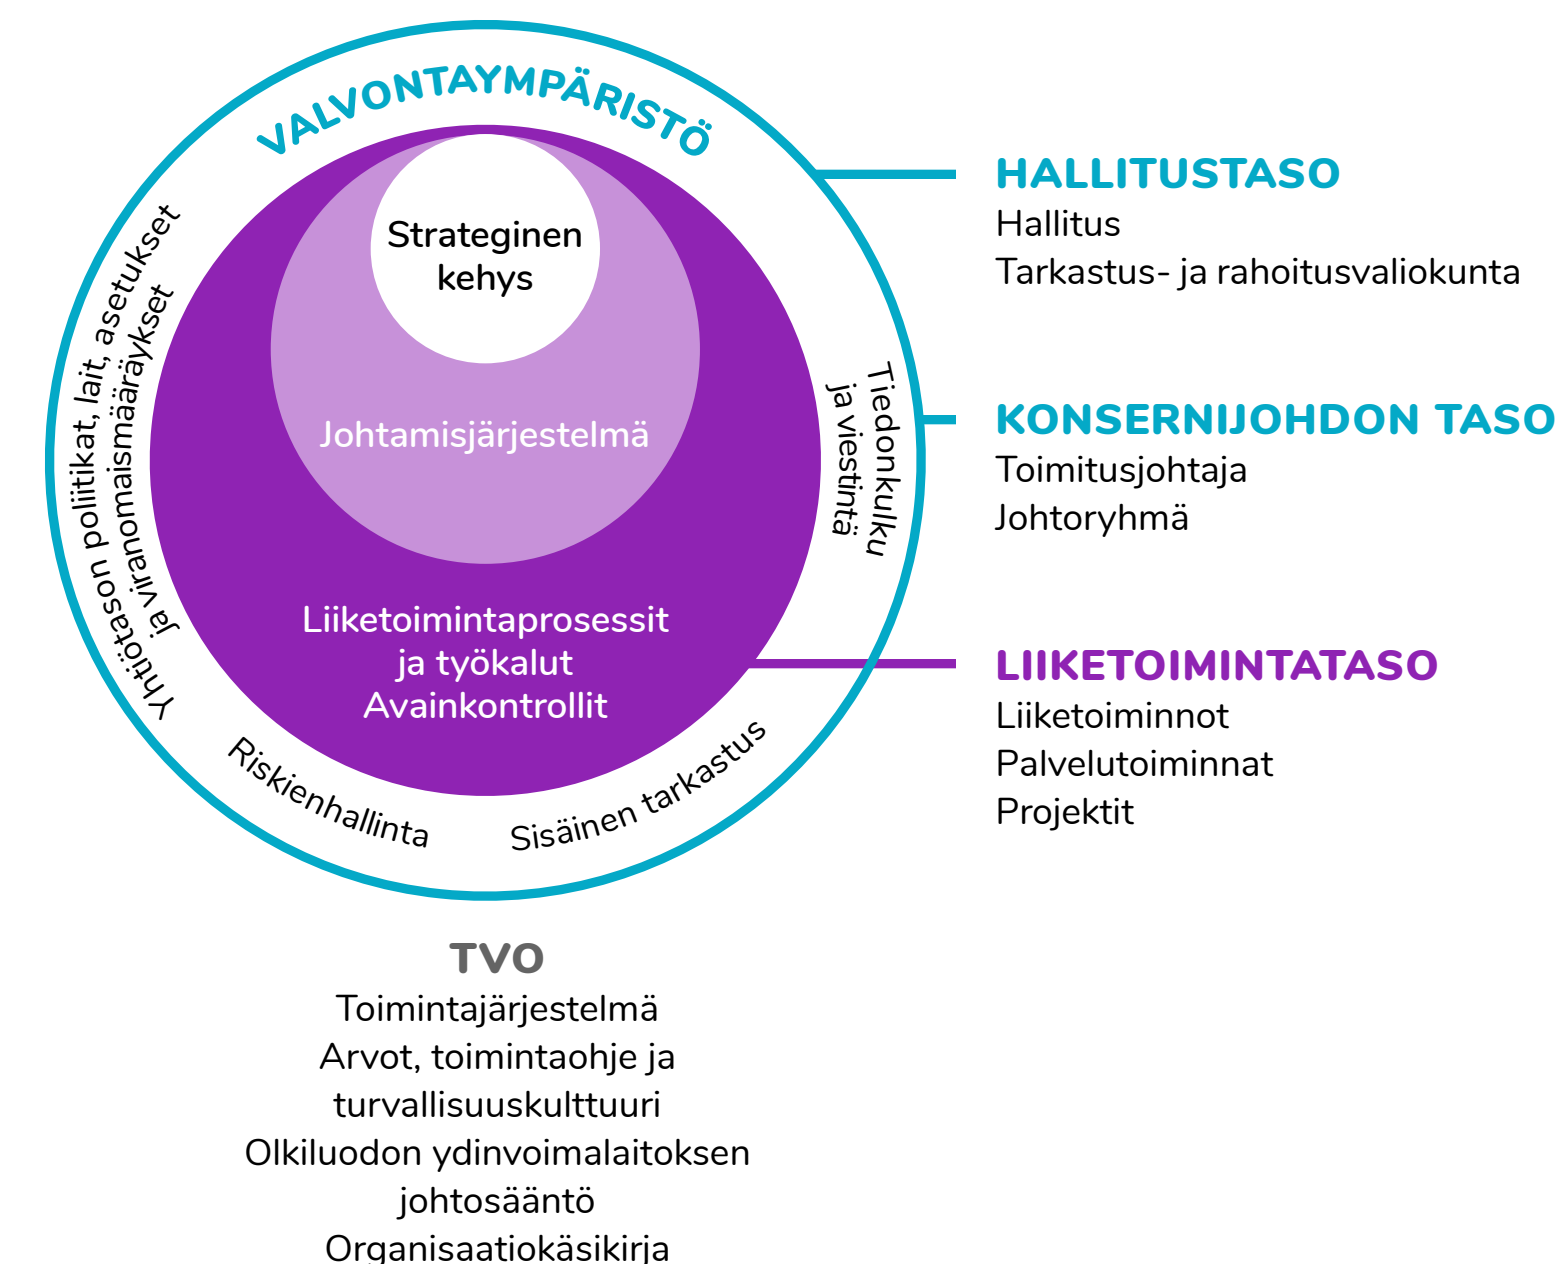 VALVONTAYMPÄRISTÖ
Strateginen
kehys
Johtamisjärjestelmä
Liiketoimintaprosessit
ja työkalut
Avainkontrollit
Yhtiötason politiikat, lait, asetukset
ja viranomaismääräykset
Riskienhallinta
Sisäinen tarkastus
Tiedonkulku
ja viestintä
HALLITUSTASO
Hallitus
Tarkastus- ja rahoitusvaliokunta
KONSERNIJOHDON TASO
Toimitusjohtaja
Johtoryhmä
LIIKETOIMINTATASO
Liiketoiminnot
Palvelutoiminnat
Projektit
TVO
Toimintajärjestelmä
Arvot, toimintaohje ja
turvallisuuskulttuuri
Olkiluodon ydinvoimalaitoksen
johtosääntö
Organisaatiokäsikirja